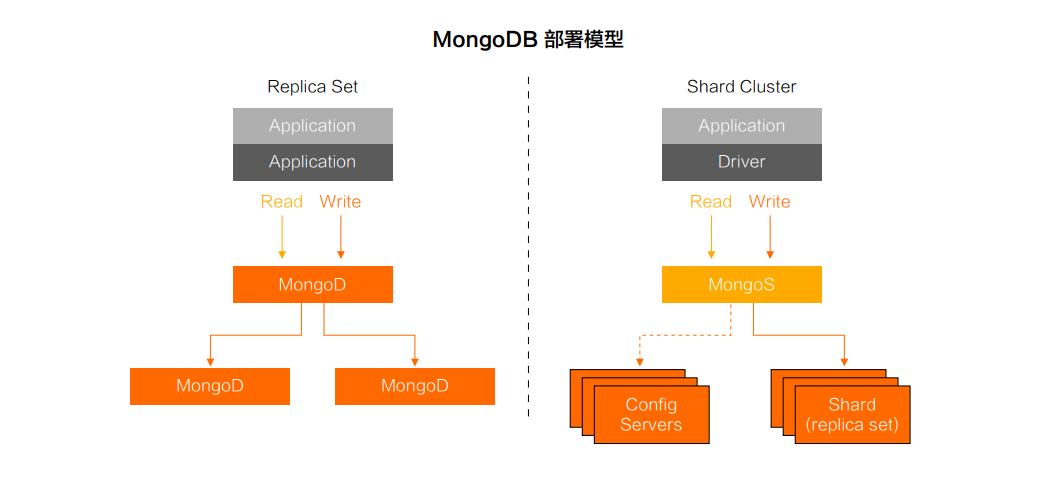 MongoDB 部署模型
Replica Set
Application
Application
Read Write
MongoD
MongoD
MongoD
Shard Cluster
Application
Driver
Read Write
MongoS
Config
Servers
Shard
(replica set)